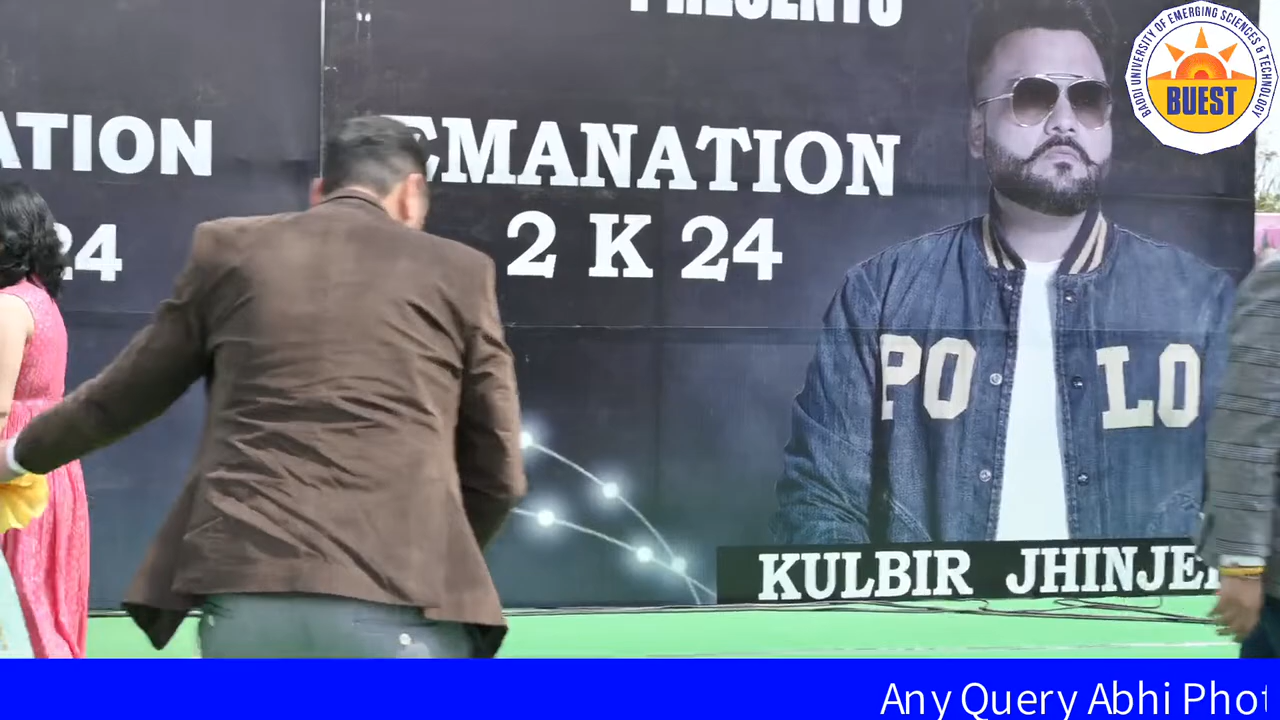 PRESENTS
ATION
24
EMANATION
2 K 24
PO LO
KULBIR JHINJE
BADDI UNIVERSITY OF EMERGING SCIENCES & TECHNOLOGY
BUEST
Any Query Abhi Phot